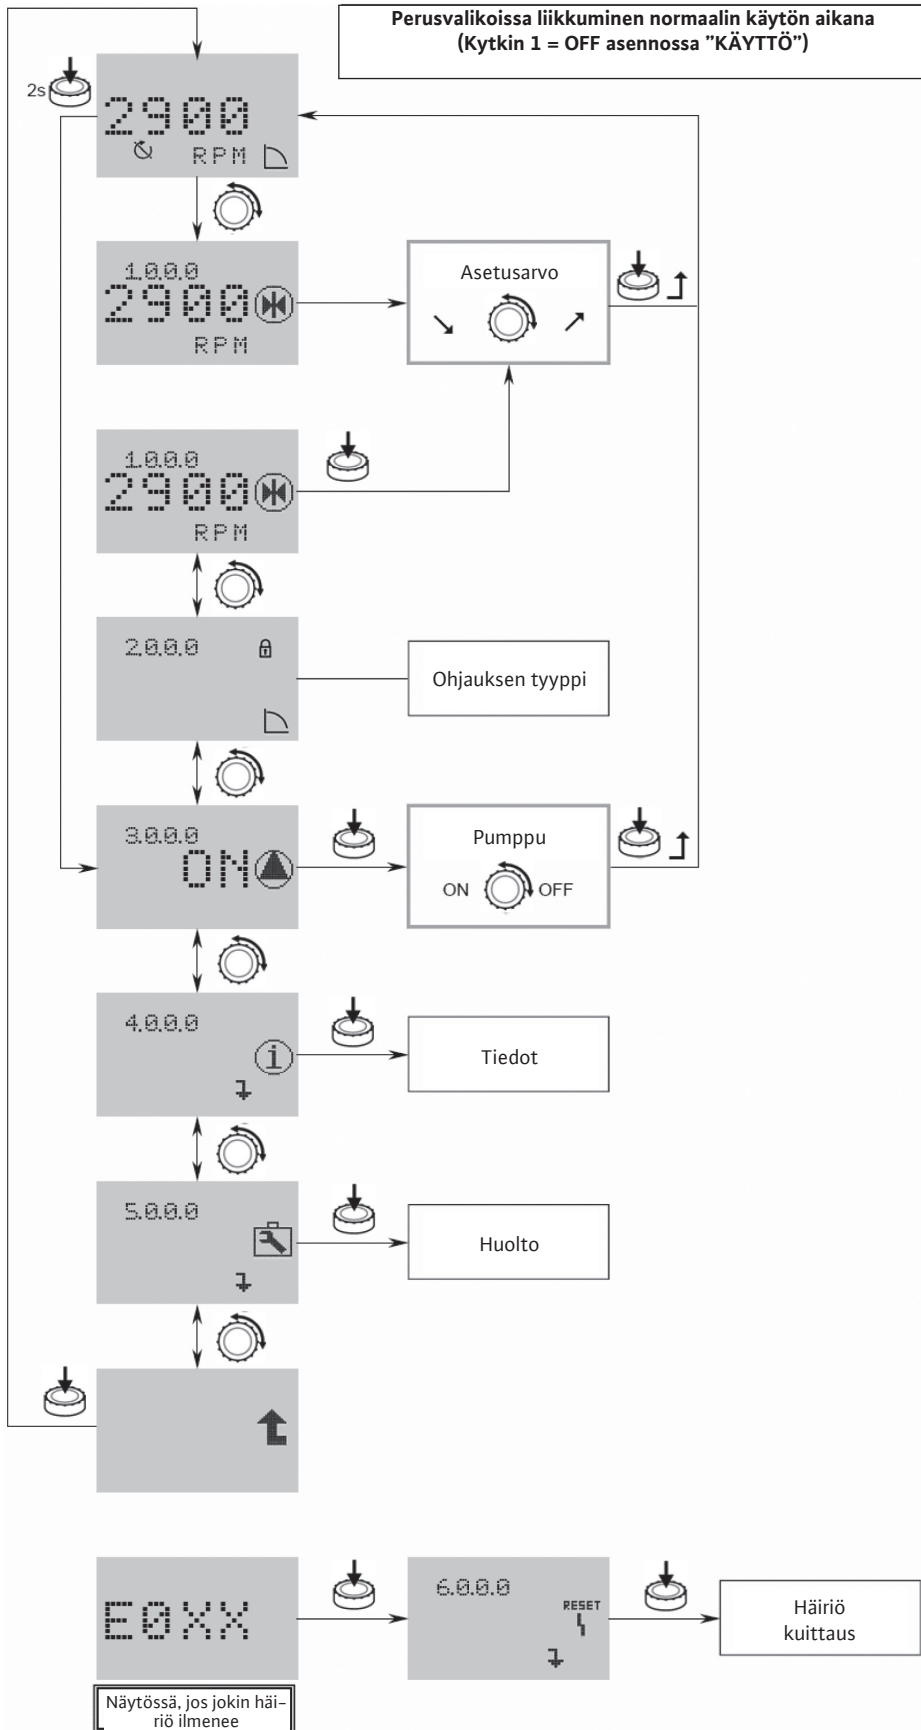 Perusvalikoissa liikkuminen normaalin käytön aikana
(Kytkin 1 = OFF asennossa ”KÄYTTÖ”)
2s
2900
RPM
1.0.0.0
2900
RPM
Asetusarvo
1.0.0.0
2900
RPM
2.0.0.0
Ohjauksen tyyppi
3.0.0.0
ON
Pumppu
ON OFF
4.0.0.0
i
Tiedot
5.0.0.0
Huolto
E0XX
6.0.0.0
RESET
Häiriö
kuittaus
Näytössä, jos jokin häi-
riö ilmenee